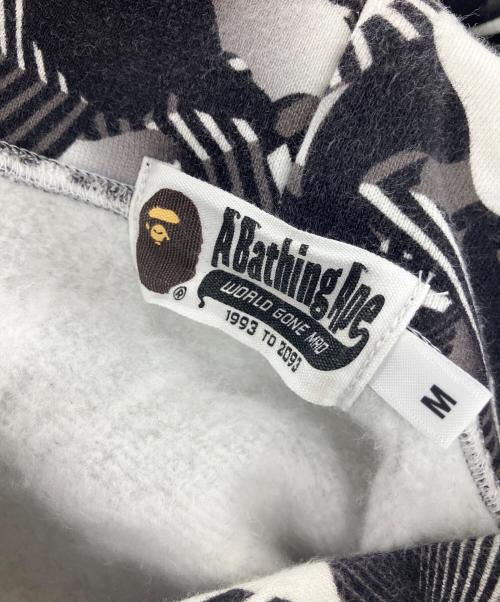 A Bathing Ape
®
WORLD GONE MAD
1993 TO 2093
M